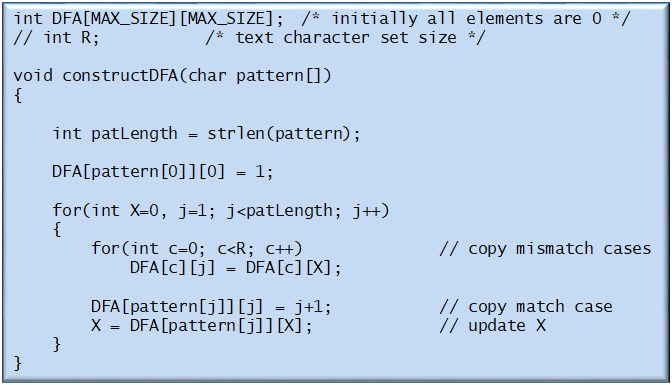 int DFA[MAX_SIZE][MAX_SIZE];  /* initially all elements are 0 */
// int R;           /* text character set size */
void constructDFA(char pattern[])
{
    int patLength = strlen(pattern);
    DFA[pattern[0]][0] = 1;
    for(int X=0, j=1; j<patLength; j++)
    {
        for(int c=0; c<R; c++)              // copy mismatch cases
            DFA[c][j] = DFA[c][X];
        DFA[pattern[j]][j] = j+1;           // copy match case
        X = DFA[pattern[j]][X];             // update X
    }
}